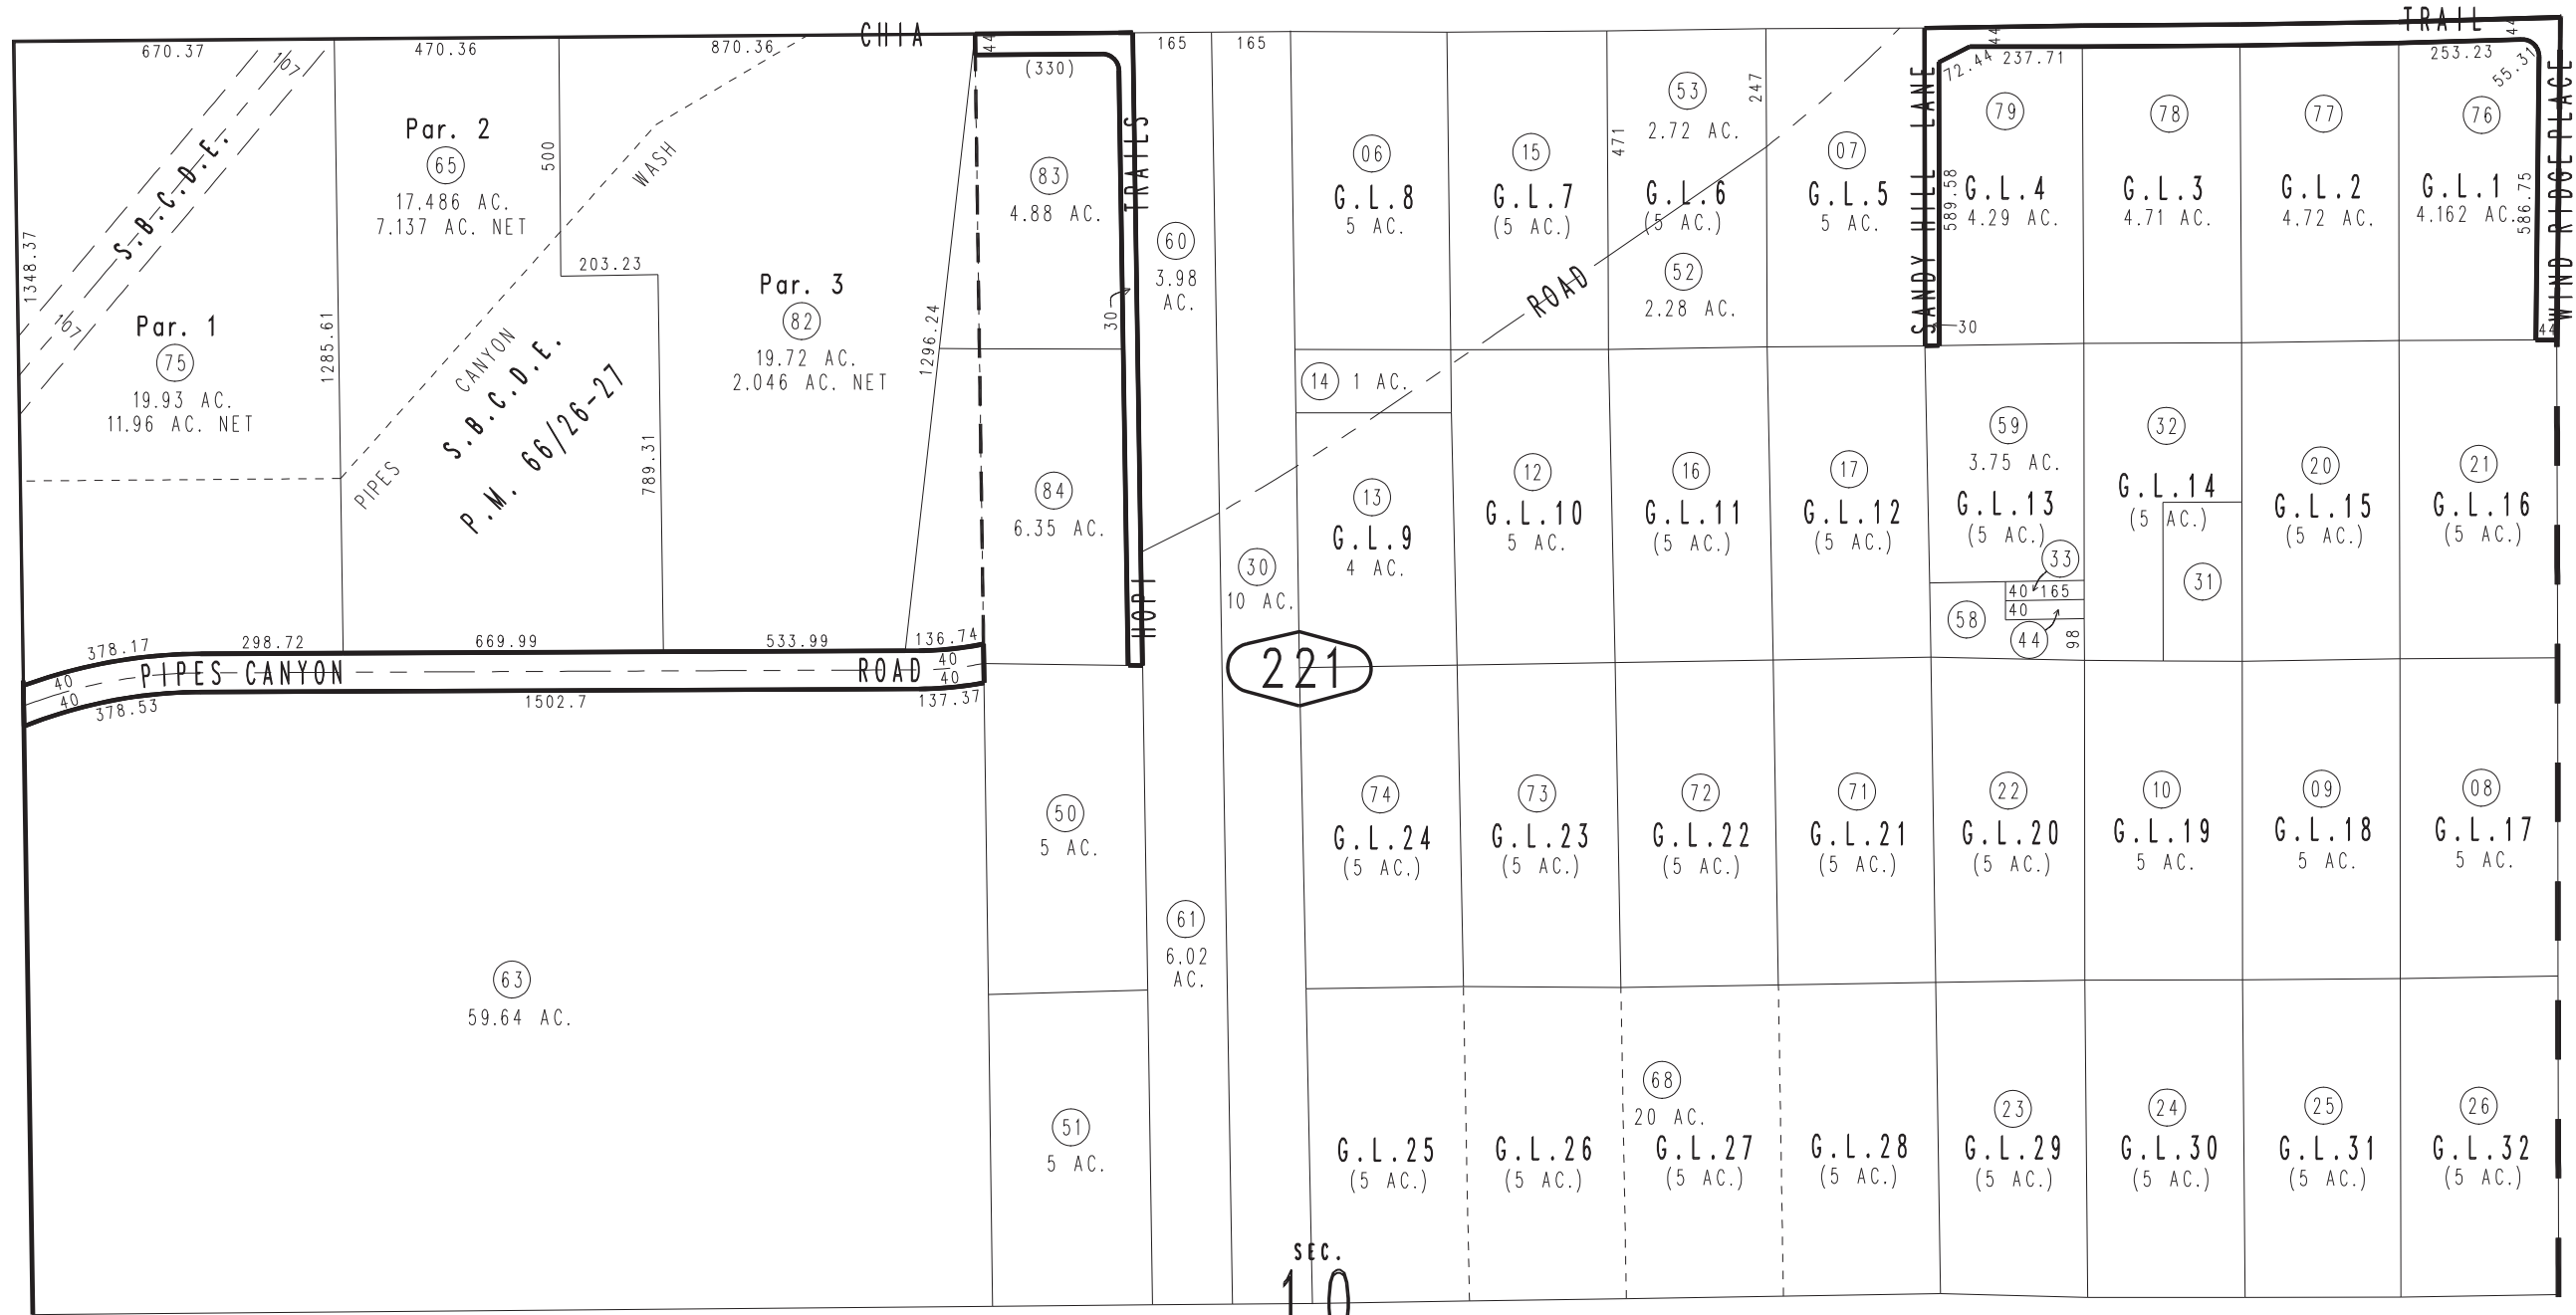 CHIA
TRAIL
670.37
470.36
870.36
44
165
165
44
44
107
(330)
72.44
237.71
253.23
55.31
S.B.C.D.E.
Par. 2
65
17.486 AC.
7.137 AC. NET
500
WASH
83
4.88 AC.
TRAILS
60
3.98
AC.
06
G.L.8
5 AC.
15
G.L.7
(5 AC.)
471
53
2.72 AC.
247
G.L.6
(5 AC.)
52
2.28 AC.
07
G.L.5
5 AC.
SANDY HILL LANE
589.58
79
G.L.4
4.29 AC.
78
G.L.3
4.71 AC.
77
G.L.2
4.72 AC.
76
G.L.1
4.162 AC.
586.75
WIND RIDGE PLACE
1348.37
107
203.23
Par. 3
82
19.72 AC.
2.046 AC. NET
1296.24
30
ROAD
30
44
Par. 1
75
19.93 AC.
11.96 AC. NET
1285.61
PIPES CANYON
S.B.C.D.E.
P.M. 66/26-27
789.31
84
6.35 AC.
HOPI
30
10 AC.
14
1 AC.
13
G.L.9
4 AC.
12
G.L.10
5 AC.
16
G.L.11
(5 AC.)
17
G.L.12
(5 AC.)
59
3.75 AC.
G.L.13
(5 AC.)
33
40 165
40
58
44
98
32
G.L.14
(5 AC.)
31
20
G.L.15
(5 AC.)
21
G.L.16
(5 AC.)
378.17
298.72
669.99
533.99
136.74
40
40
PIPES CANYON ROAD
40
40
378.53
1502.7
137.37
221
63
59.64 AC.
50
5 AC.
61
6.02
AC.
74
G.L.24
(5 AC.)
73
G.L.23
(5 AC.)
72
G.L.22
(5 AC.)
71
G.L.21
(5 AC.)
22
G.L.20
(5 AC.)
10
G.L.19
5 AC.
09
G.L.18
5 AC.
08
G.L.17
5 AC.
51
5 AC.
G.L.25
(5 AC.)
G.L.26
(5 AC.)
68
20 AC.
G.L.27
(5 AC.)
G.L.28
(5 AC.)
23
G.L.29
(5 AC.)
24
G.L.30
(5 AC.)
25
G.L.31
(5 AC.)
26
G.L.32
(5 AC.)
SEC.
10